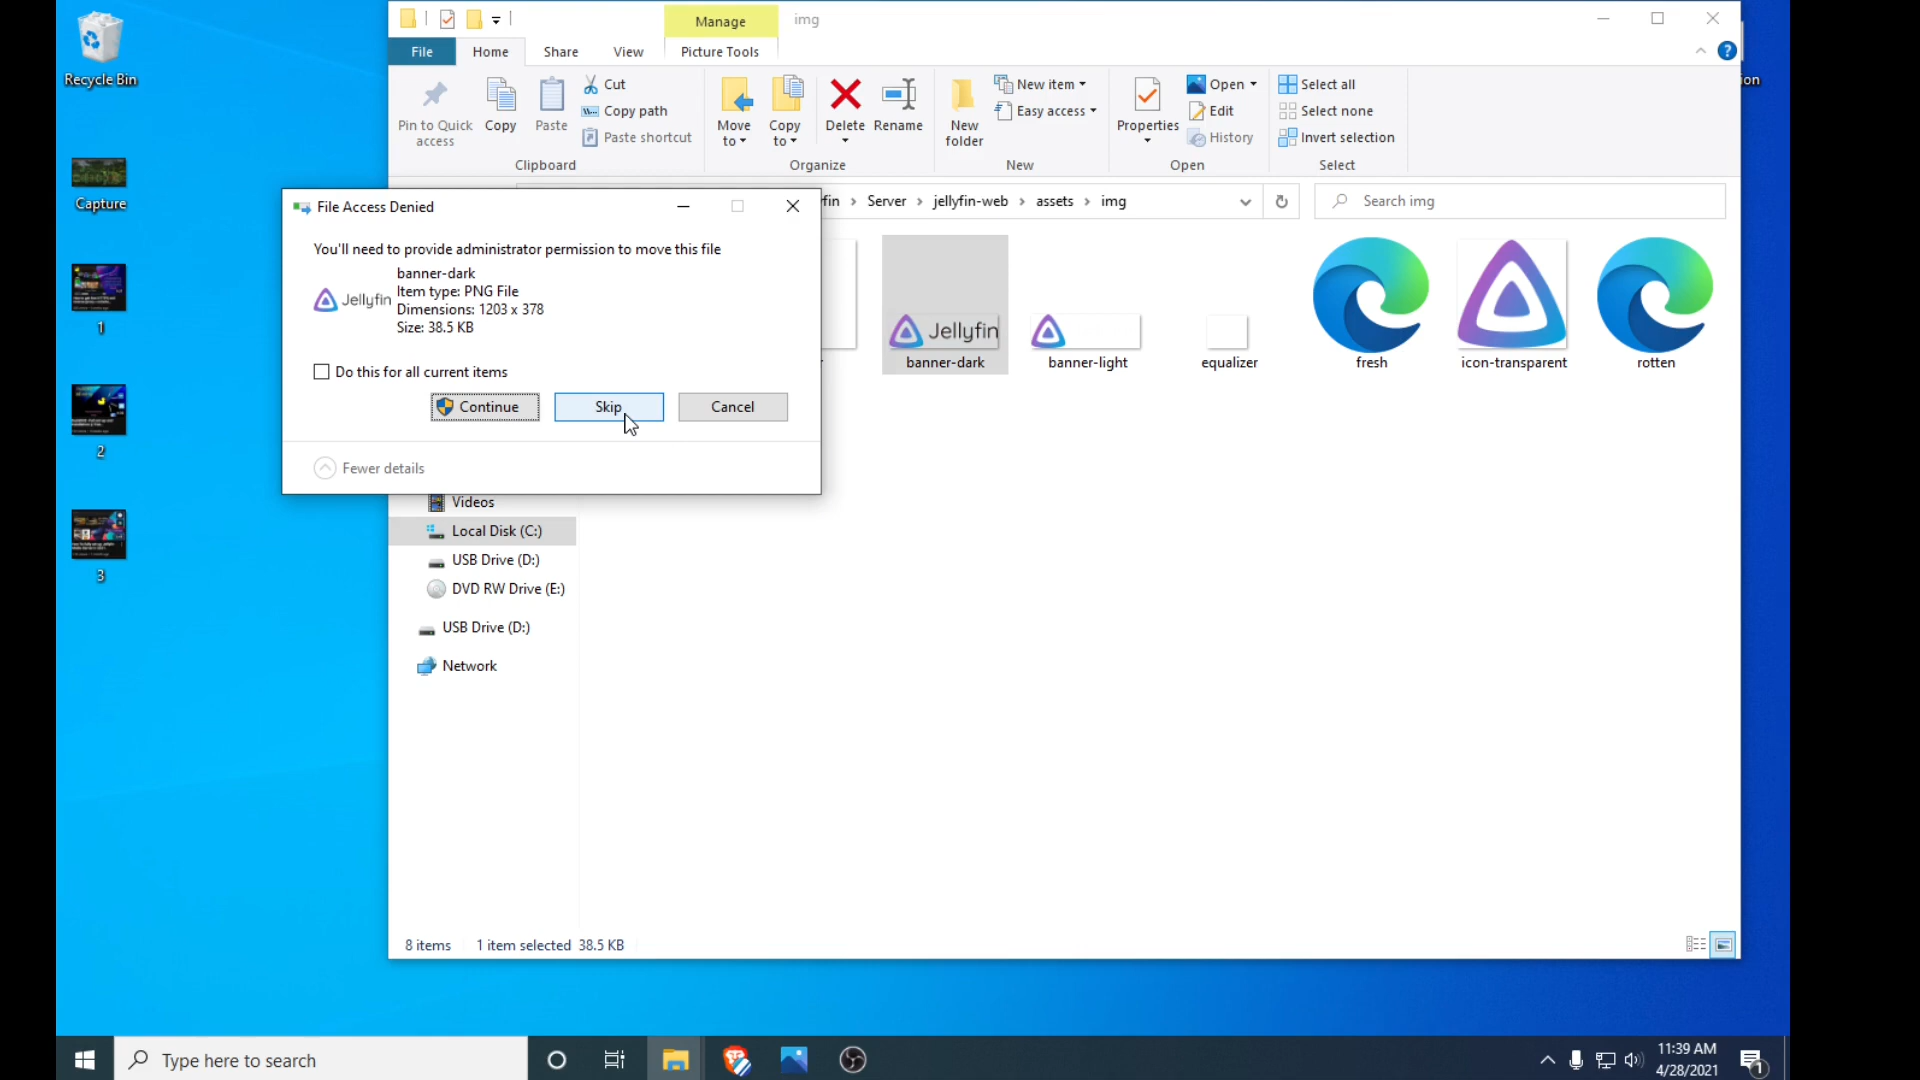 Recycle Bin
Capture
1
2
3
Manage
img
File
Home
Share
View
Picture Tools
Pin to Quick access
Copy
Paste
Cut
Copy path
Paste shortcut
Clipboard
Move to
Copy to
Delete
Rename
Organize
New folder
New item
Easy access
New
Properties
Open
Edit
History
Open
Select all
Select none
Invert selection
Select
ion
fin > Server > jellyfin-web > assets > img
Search img
File Access Denied
You'll need to provide administrator permission to move this file
Jellyfin
banner-dark
Item type: PNG File
Dimensions: 1203 x 378
Size: 38.5 KB
Do this for all current items
Continue
Skip
Cancel
Fewer details
r
Jellyfin
banner-dark
banner-light
equalizer
fresh
icon-transparent
rotten
Videos
Local Disk (C:)
USB Drive (D:)
DVD RW Drive (E:)
USB Drive (D:)
Network
8 items
1 item selected 38.5 KB
Type here to search
11:39 AM
4/28/2021
1